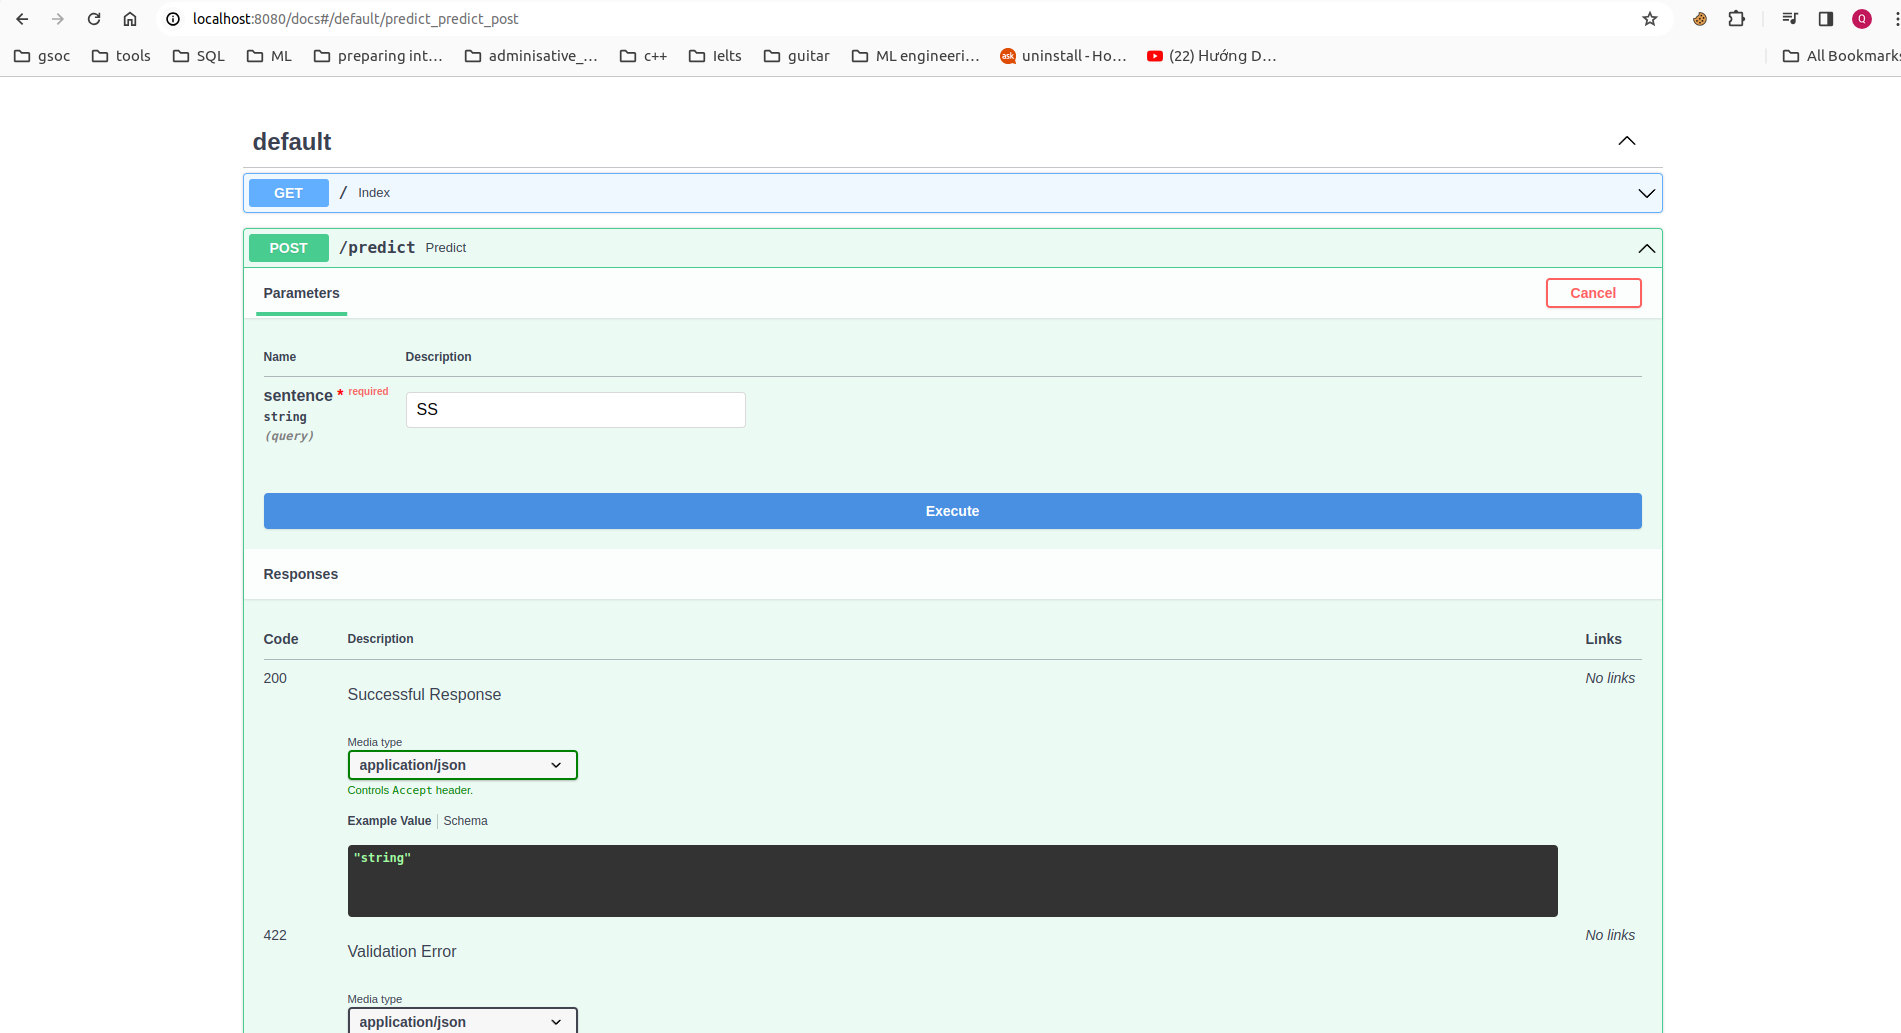 localhost:8080/docs#/default/predict_predict_post
Q
gsoc tools SQL ML preparing int... adminisative_... c++ Ielts guitar ML engineeri... ask uninstall - Ho... (22) Hướng D... All Bookmarks
default
GET / Index
POST /predict Predict
Parameters Cancel
Name Description
sentence * required
string
(query)
SS
Execute
Responses
Code Description Links
200 No links
Successful Response
Media type
application/json
Controls Accept header.
Example Value Schema
"string"
422 No links
Validation Error
Media type
application/json